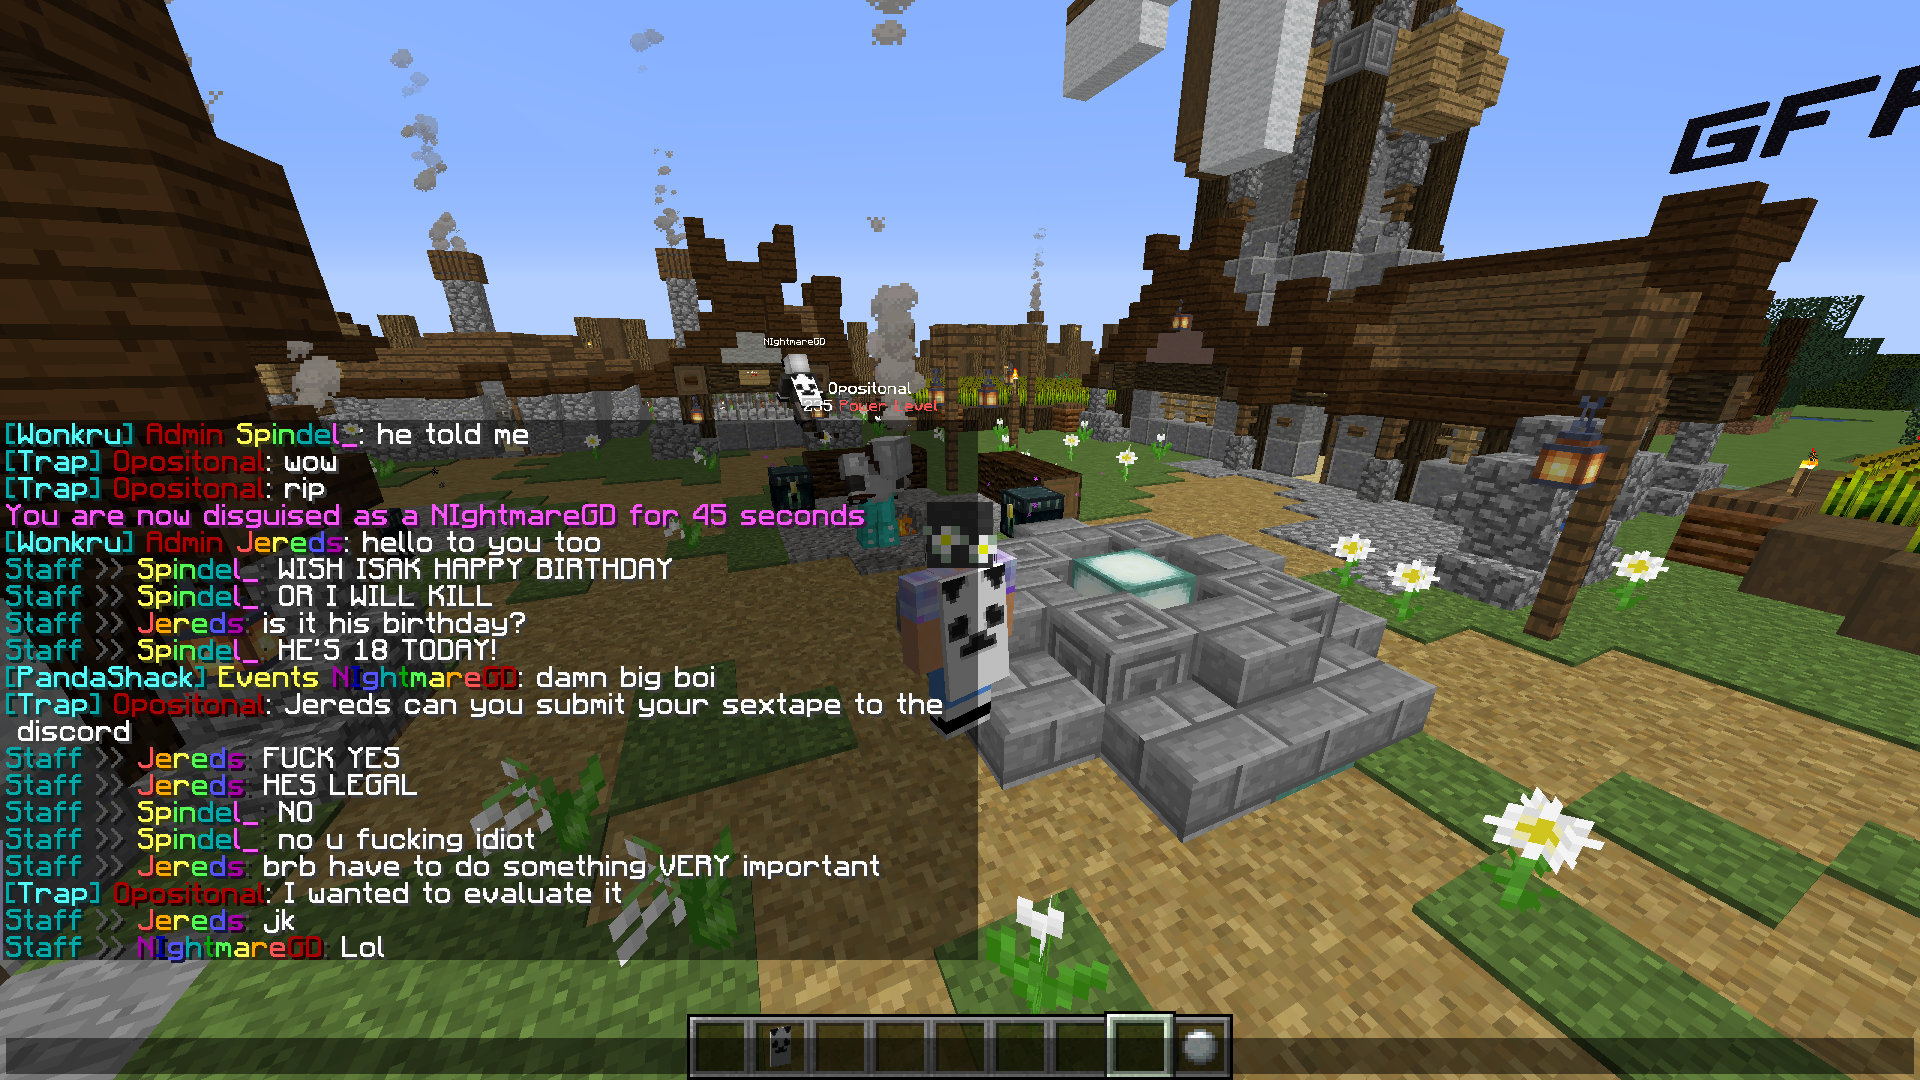 GFA
NIghtmareGD
Opositonal
235 Power Level
[Wonkru] Admin Spindel_: he told me
[Trap] Opositonal: wow
[Trap] Opositonal: rip
You are now disguised as a NIghtmareGD for 45 seconds
[Wonkru] Admin Jereds: hello to you too
Staff >> Spindel_ WISH ISAK HAPPY BIRTHDAY
Staff >> Spindel_ OR I WILL KILL
Staff >> Jereds: is it his birthday?
Staff >> Spindel_ HE'S 18 TODAY!
[PandaShack] Events NIghtmareGD: damn big boi
[Trap] Opositonal: Jereds can you submit your sextape to the
discord
Staff >> Jereds: FUCK YES
Staff >> Jereds: HES LEGAL
Staff >> Spindel_ NO
Staff >> Spindel_ no u fucking idiot
Staff >> Jereds: brb have to do something VERY important
[Trap] Opositonal: I wanted to evaluate it
Staff >> Jereds: jk
Staff >> NIghtmareGD: Lol